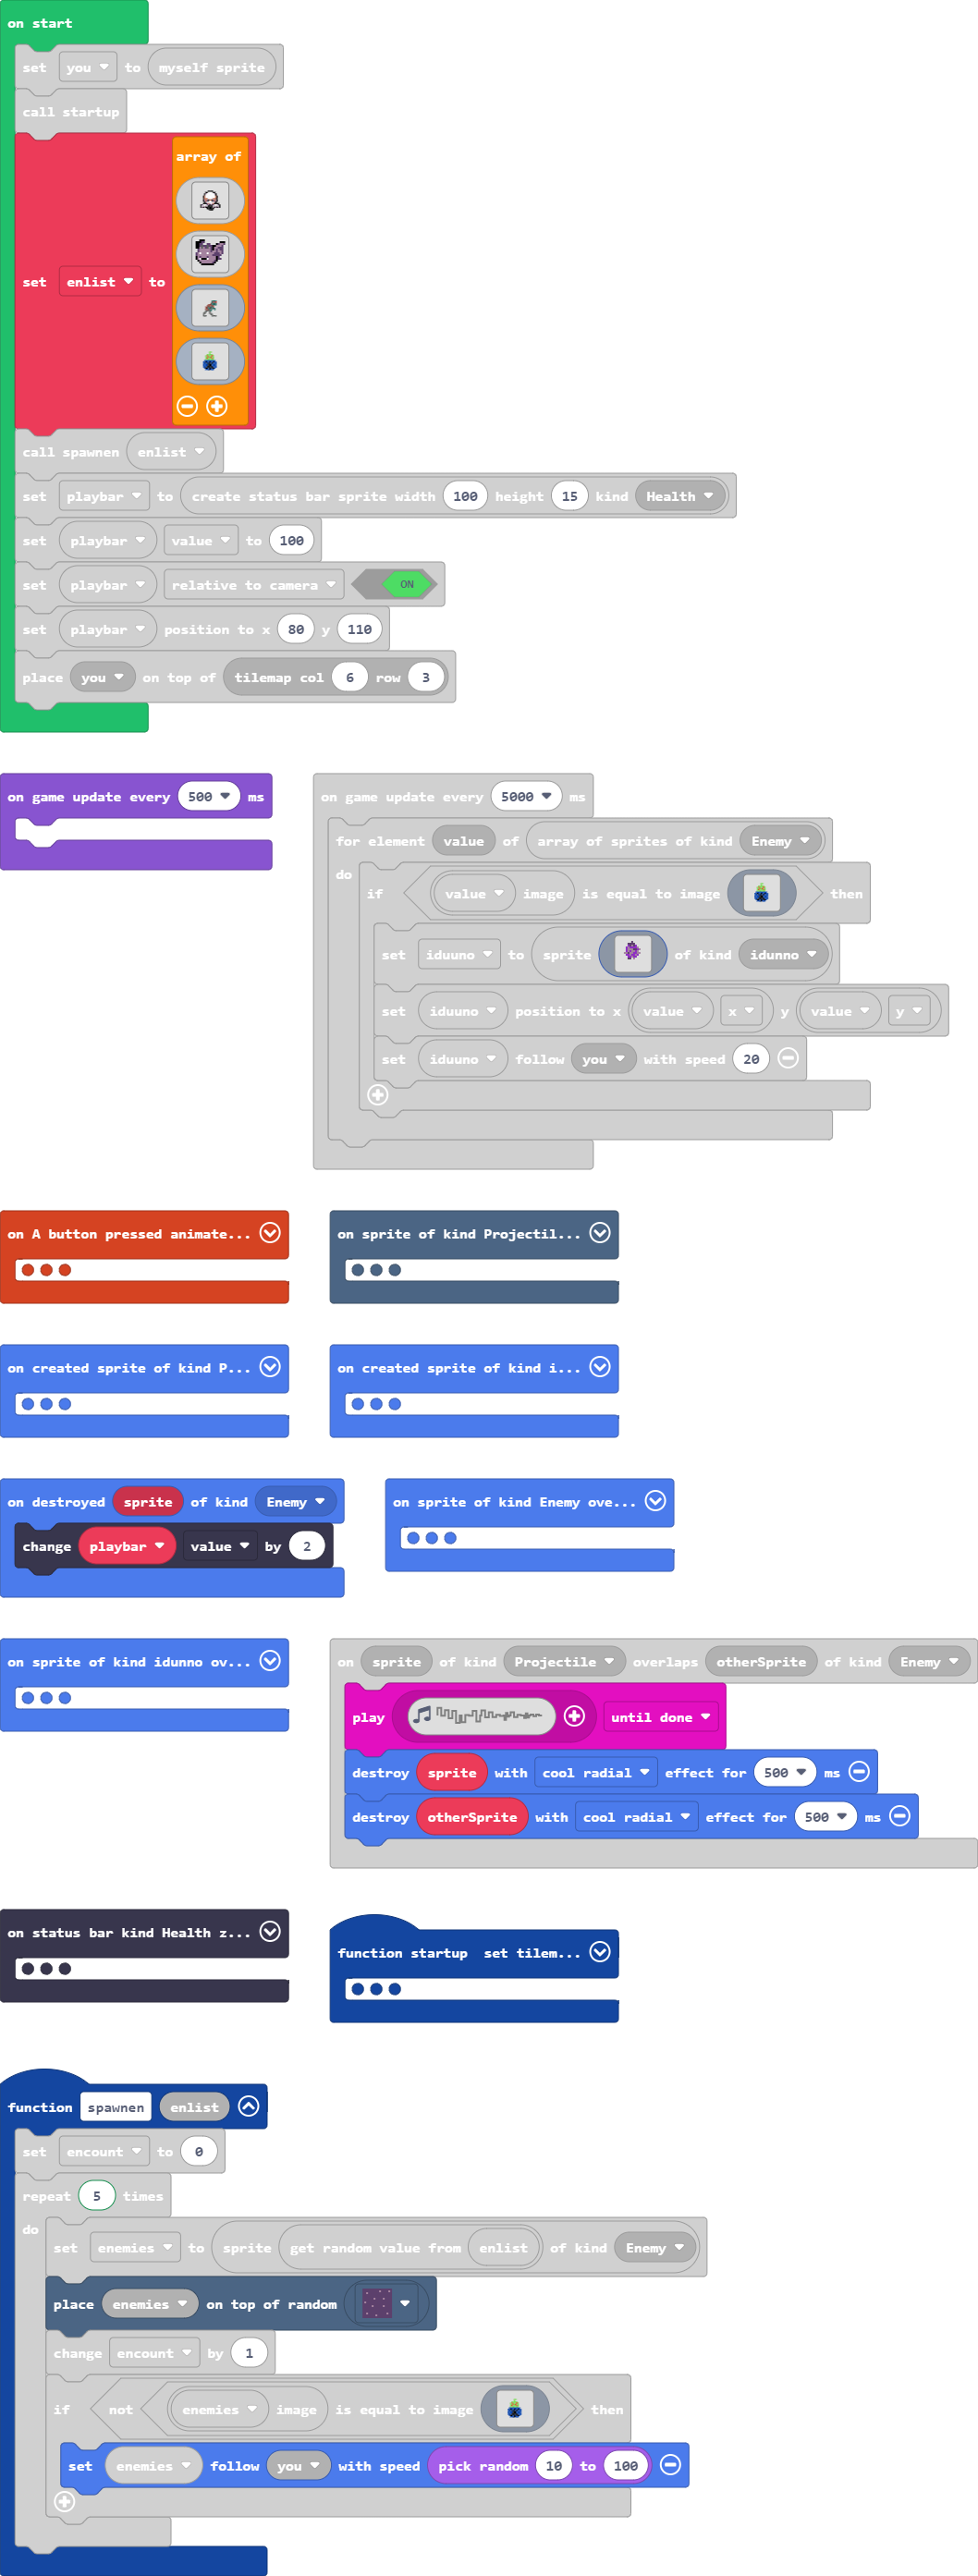 on start
set you to myself sprite
call startup
array of
set enlist to
call spawnen enlist
set playbar to create status bar sprite width 100 height 15 kind Health
set playbar value to 100
set playbar relative to camera ON
set playbar position to x 80 y 110
place you on top of tilemap col 6 row 3
on game update every 500 ms
on game update every 5000 ms
for element value of array of sprites of kind Enemy
do
if value image is equal to image then
set iduuno to sprite of kind idunno
set iduuno position to x value x y value y
set iduuno follow you with speed 20
on A button pressed animate...
on sprite of kind Projectil...
on created sprite of kind P...
on created sprite of kind i...
on destroyed sprite of kind Enemy
change playbar value by 2
on sprite of kind Enemy ove...
on sprite of kind idunno ov...
on sprite of kind Projectile overlaps otherSprite of kind Enemy
play until done
destroy sprite with cool radial effect for 500 ms
destroy otherSprite with cool radial effect for 500 ms
on status bar kind Health z...
function startup set tilem...
function spawnen enlist
set encount to 0
repeat 5 times
do
set enemies to sprite get random value from enlist of kind Enemy
place enemies on top of random
change encount by 1
if not enemies image is equal to image then
set enemies follow you with speed pick random 10 to 100